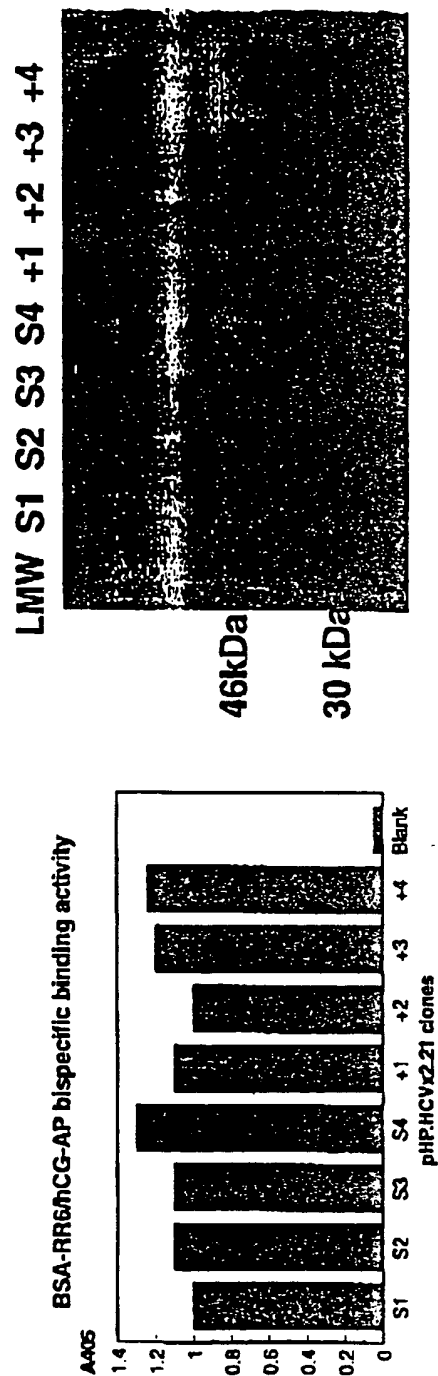 BSA-RR6/hCG-AP bispecific binding activity
A405
1.4
1.2
1
0.8
0.6
0.4
0.2
0
S1 S2 S3 S4 +1 +2 +3 +4 Blank
pHP.HCVx2.21 clones
LMW S1 S2 S3 S4 +1 +2 +3 +4
46kDa
30 kDa